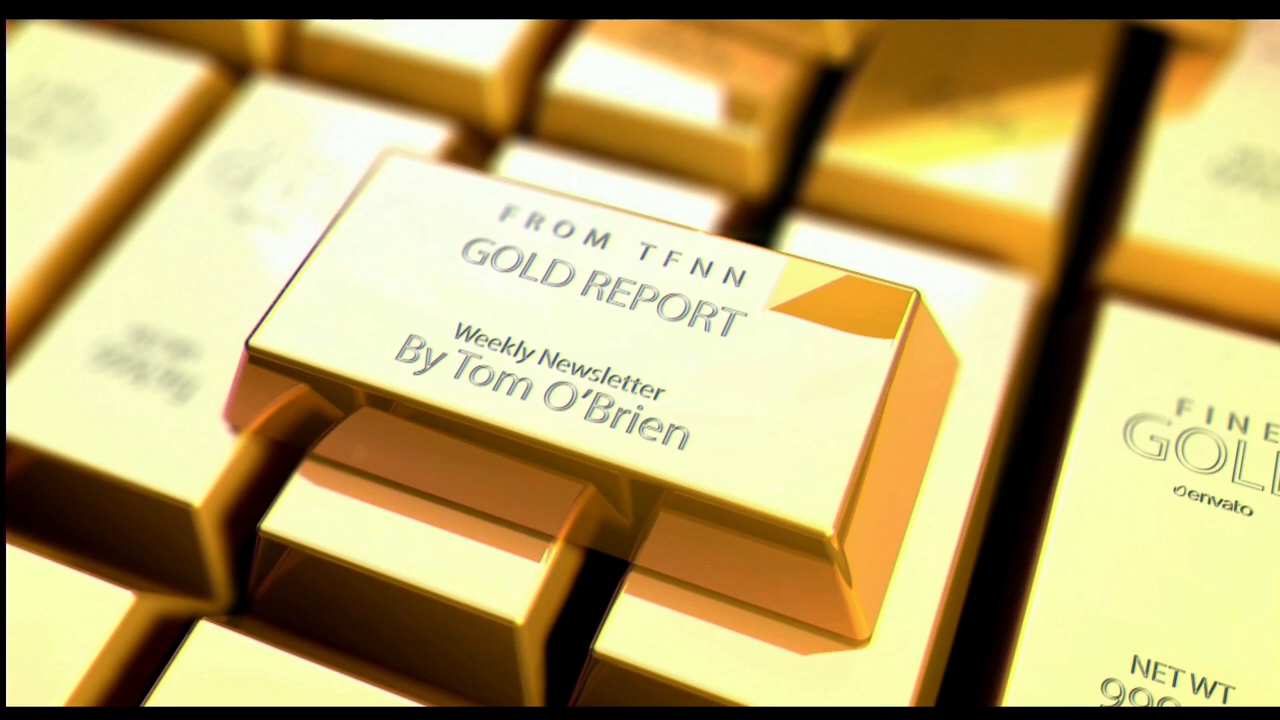 FROM TFNN
GOLD REPORT
Weekly Newsletter
By Tom O'Brien
FINE
GOLD
envato
NET WT